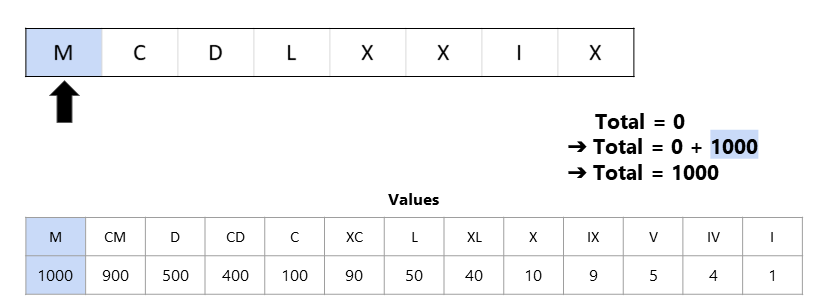 M C D L X X I X
Total = 0
➔ Total = 0 + 1000
➔ Total = 1000
Values
M CM D CD C XC L XL X IX V IV I
1000 900 500 400 100 90 50 40 10 9 5 4 1